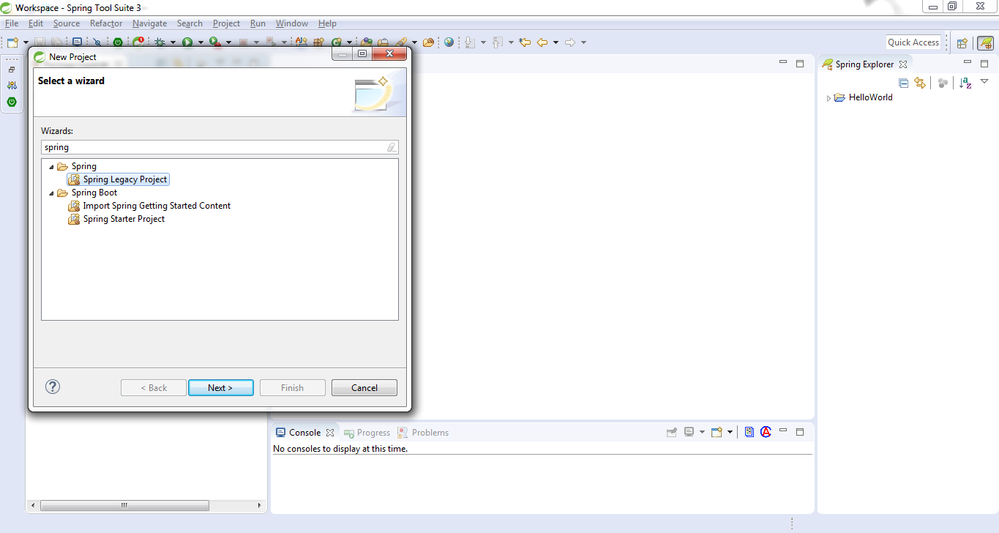 Workspace - Spring Tool Suite 3
File Edit Source Refactor Navigate Search Project Run Window Help
Quick Access
New Project
Select a wizard
Wizards:
spring
Spring
Spring Legacy Project
Spring Boot
Import Spring Getting Started Content
Spring Starter Project
< Back Next > Finish Cancel
Spring Explorer
HelloWorld
Console Progress Problems
No consoles to display at this time.